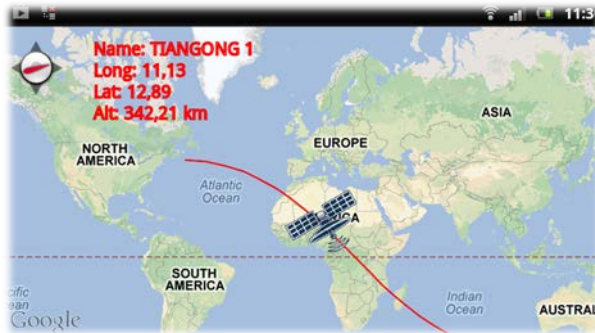 11:3
Name: TIANGONG 1
Long: 11,13
Lat: 12,89
Alt: 342,21 km
ASIA
EUROPE
NORTH
AMERICA
Atlantic
Ocean
SOUTH
AMERICA
Indian
Ocean
AUSTRAL
Google